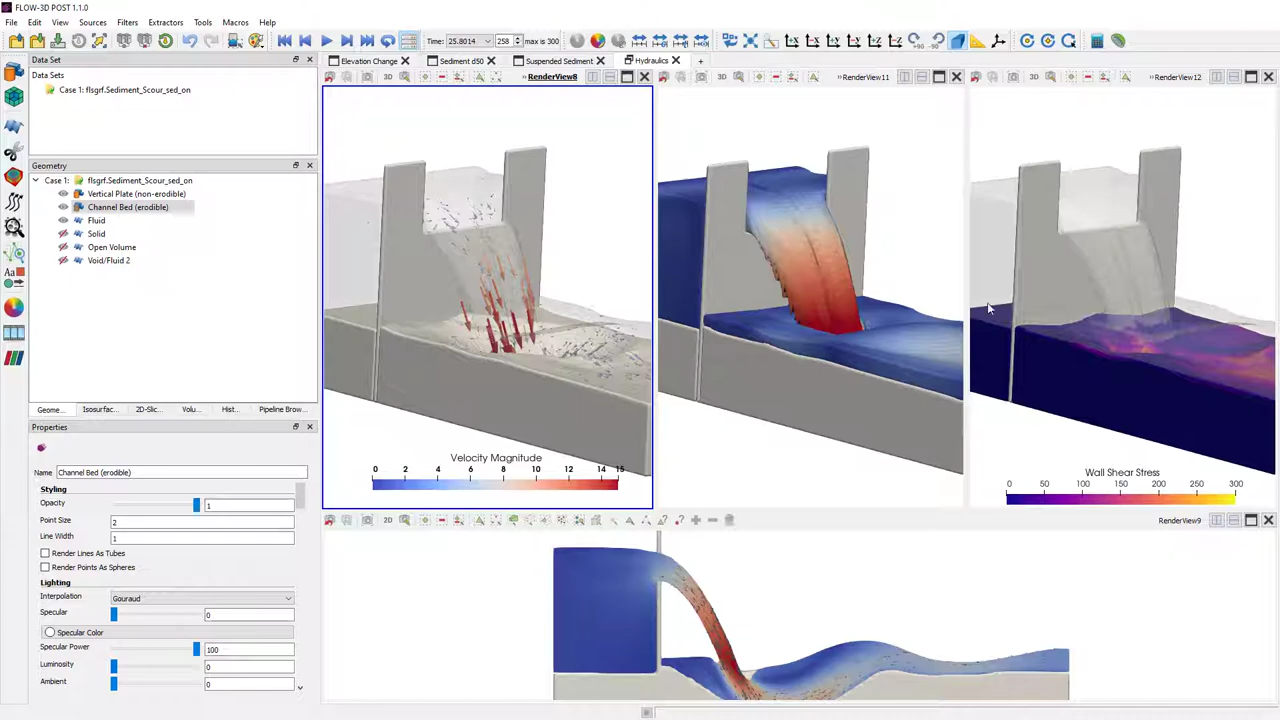 FLOW-3D POST 1.1.0
File Edit View Sources Filters Extractors Tools Macros Help
Time: 25.8014 258 max is 300
Data Set
Data Sets
Case 1: flsgrf.Sediment_Scour_sed_on
Geometry
Case 1: flsgrf.Sediment_Scour_sed_on
Vertical Plate (non-erodible)
Channel Bed (erodible)
Fluid
Solid
Open Volume
Void/Fluid 2
Geome... Isosurfac... 2D-Slic... Volu... Hist... Pipeline Brow...
Properties
Name Channel Bed (erodible)
Styling
Opacity 1
Point Size 2
Line Width 1
Render Lines As Tubes
Render Points As Spheres
Lighting
Interpolation Gouraud
Specular 0
Specular Color
Specular Power 100
Luminosity 0
Ambient 0
Elevation Change Sediment d50 Suspended Sediment Hydraulics +
3D »RenderView8
3D »RenderView11
3D »RenderView12
Velocity Magnitude
0 2 4 6 8 10 12 14 15
Wall Shear Stress
0 50 100 150 200 250 300
2D RenderView9